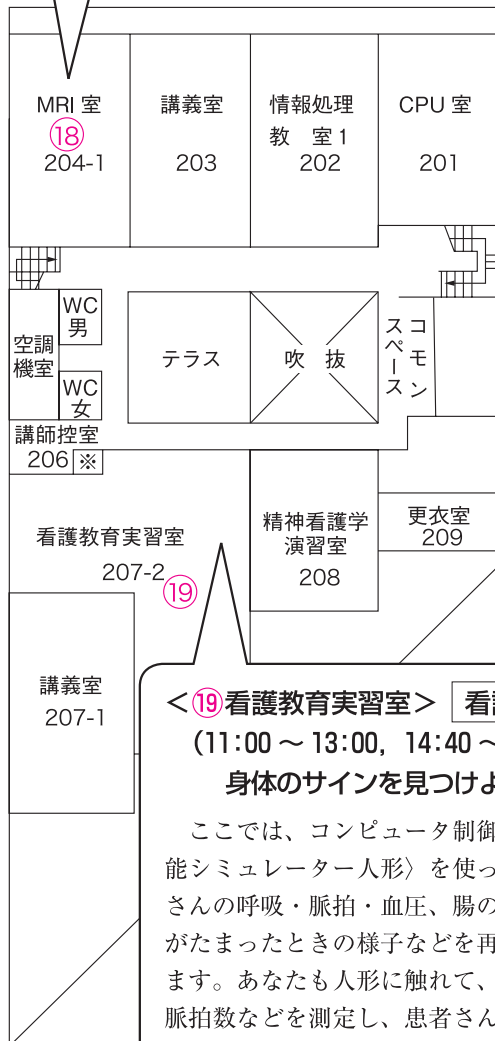 MRI 室
⑱
204-1
講義室
203
情報処理
教 室1
202
CPU 室
201
WC
男
空調
機室
WC
女
テラス
吹 抜
コモン
スペース
講師控室
206 ※
看護教育実習室
207-2
⑲
精神看護学
演習室
208
更衣室
209
講義室
207-1
<⑲看護教育実習室>
(11:00 ~ 13:00, 14:40 ~
身体のサインを見つけ
ここでは、コンピュータ制御
能シミュレーター人形〉を使っ
さんの呼吸・脈拍・血圧、腸の
がたまったときの様子などを再
ます。あなたも人形に触れて、
脈拍数などを測定し、患者さん